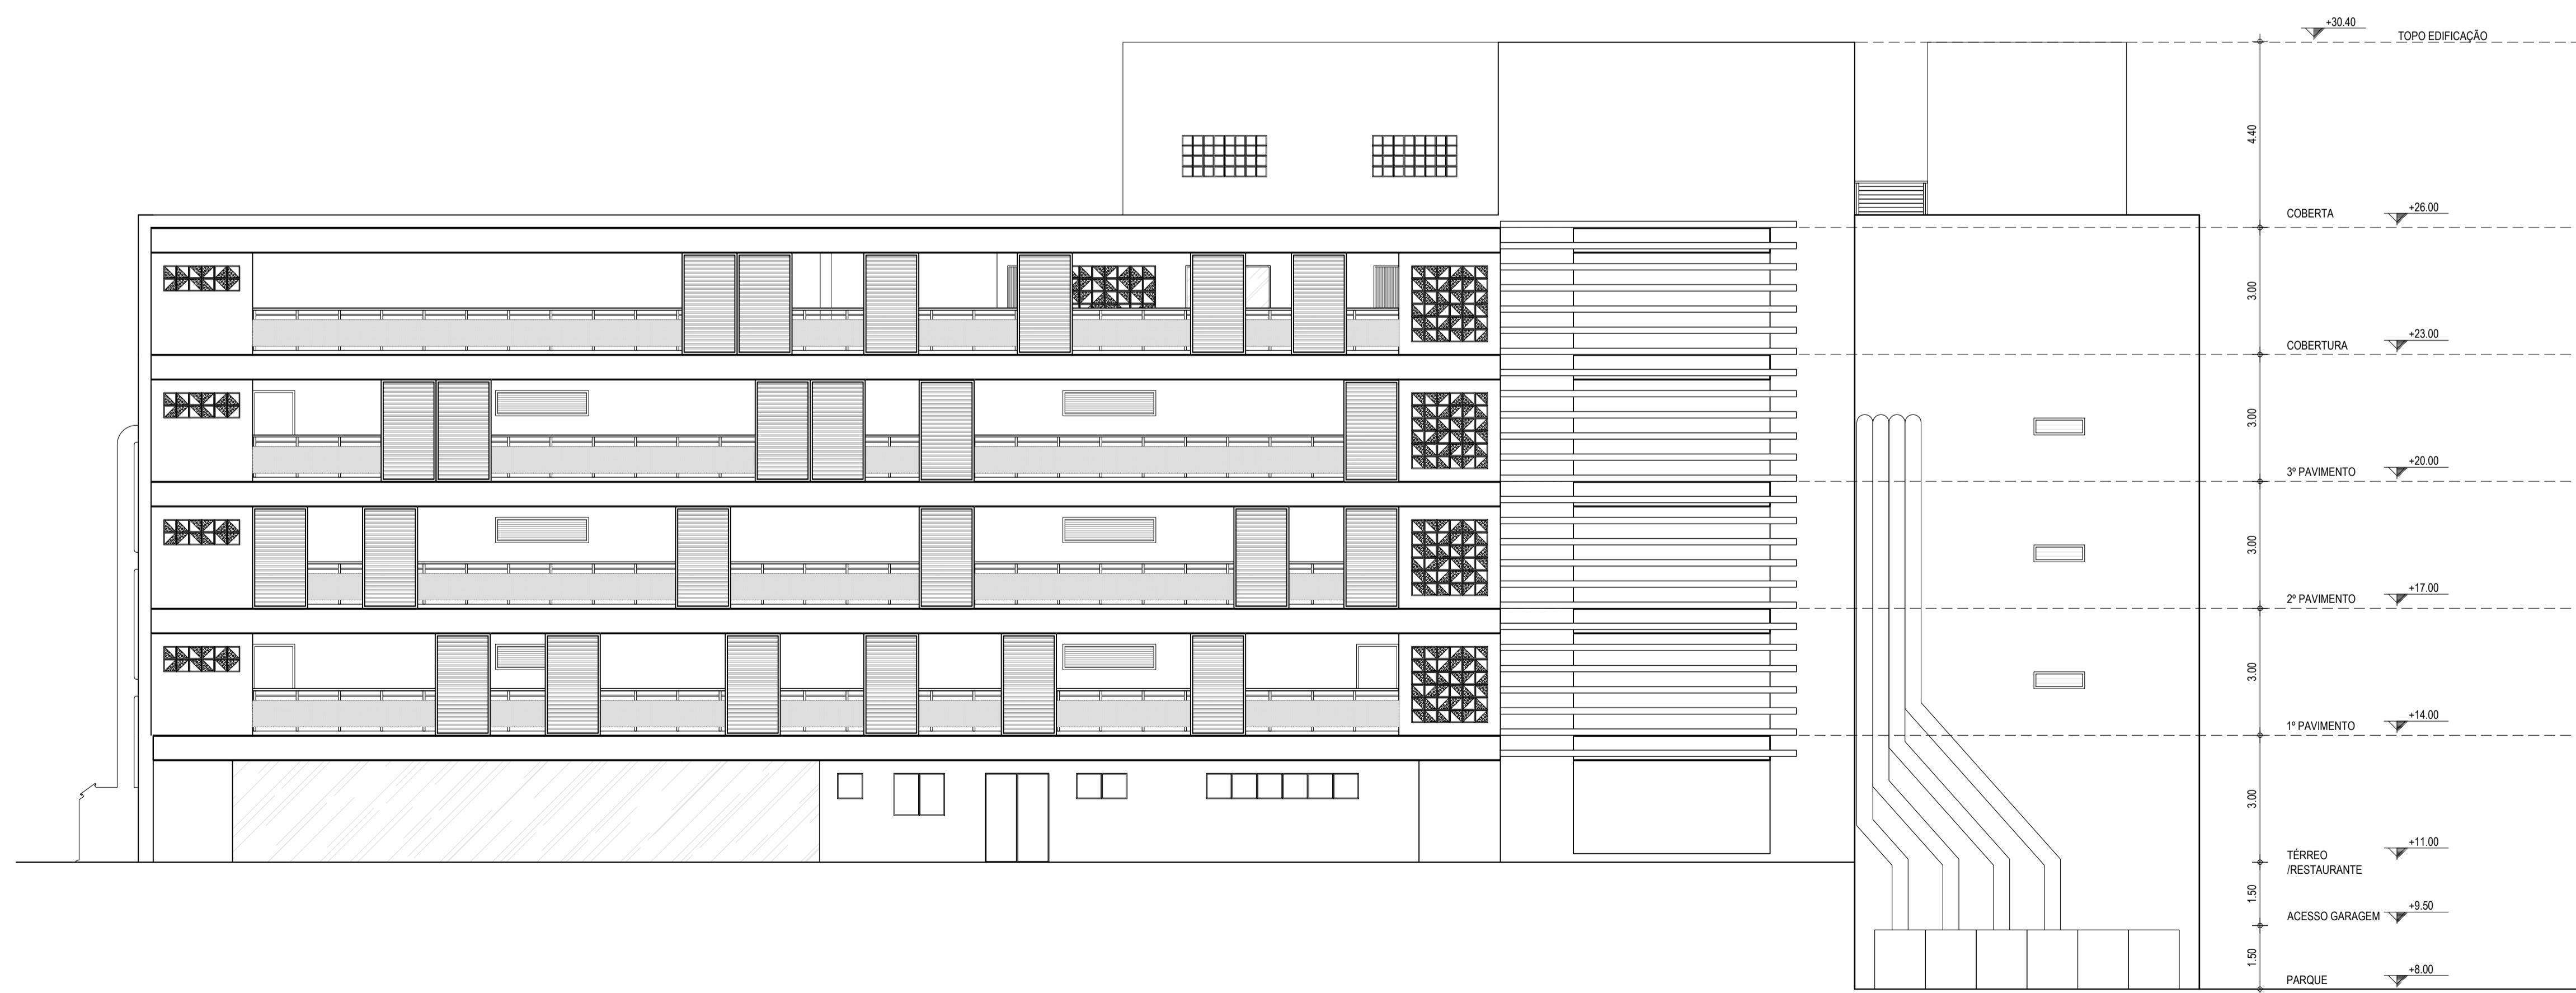 +30.40
TOPO EDIFICAÇÃO
4.40
COBERTA +26.00
3.00
COBERTURA +23.00
3.00
3º PAVIMENTO +20.00
3.00
2º PAVIMENTO +17.00
3.00
1º PAVIMENTO +14.00
3.00
TÉRREO +11.00
/RESTAURANTE
1.50
ACESSO GARAGEM +9.50
1.50
PARQUE +8.00